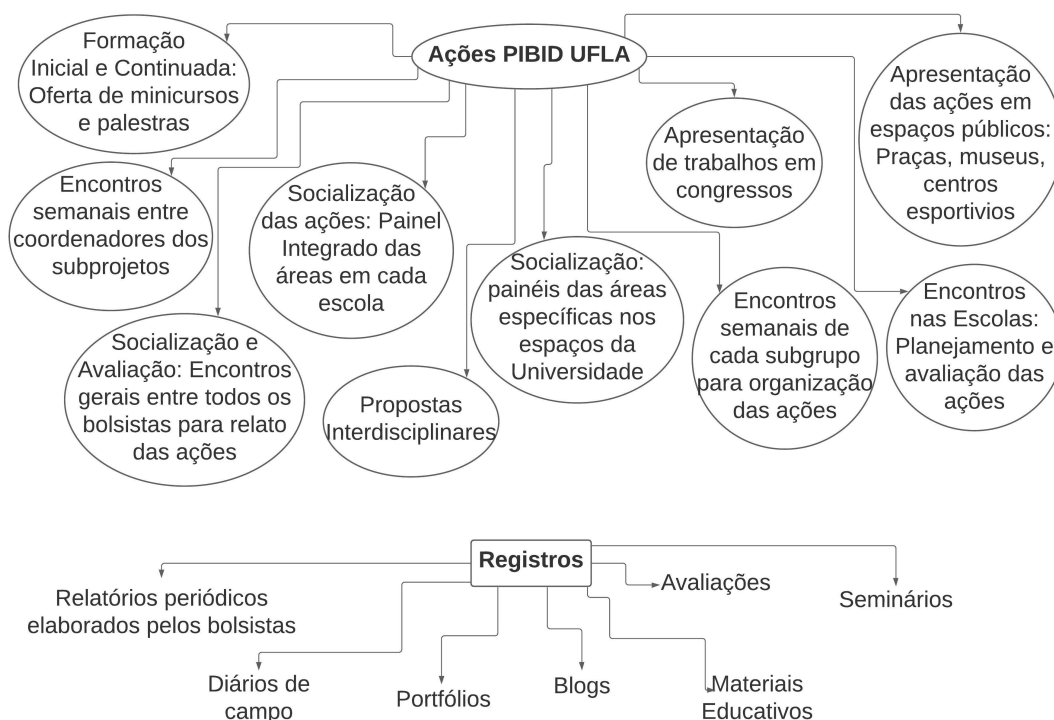 Ações PIBID UFLA
Formação
Inicial e Continuada:
Oferta de minicursos
e palestras
Encontros
semanais entre
coordenadores dos
subprojetos
Socialização e
Avaliação: Encontros
gerais entre todos os
bolsistas para relato
das ações
Socialização
das ações: Painel
Integrado das
áreas em cada
escola
Propostas
Interdisciplinares
Socialização:
painéis das áreas
específicas nos
espaços da
Universidade
Apresentação
de trabalhos em
congressos
Encontros
semanais de
cada subgrupo
para organização
das ações
Apresentação
das ações em
espaços públicos:
Praças, museus,
centros
esportivios
Encontros
nas Escolas:
Planejamento e
avaliação das
ações
Registros
Relatórios periódicos
elaborados pelos bolsistas
Diários de
campo
Portfólios
Blogs
Materiais
Educativos
Avaliações
Seminários